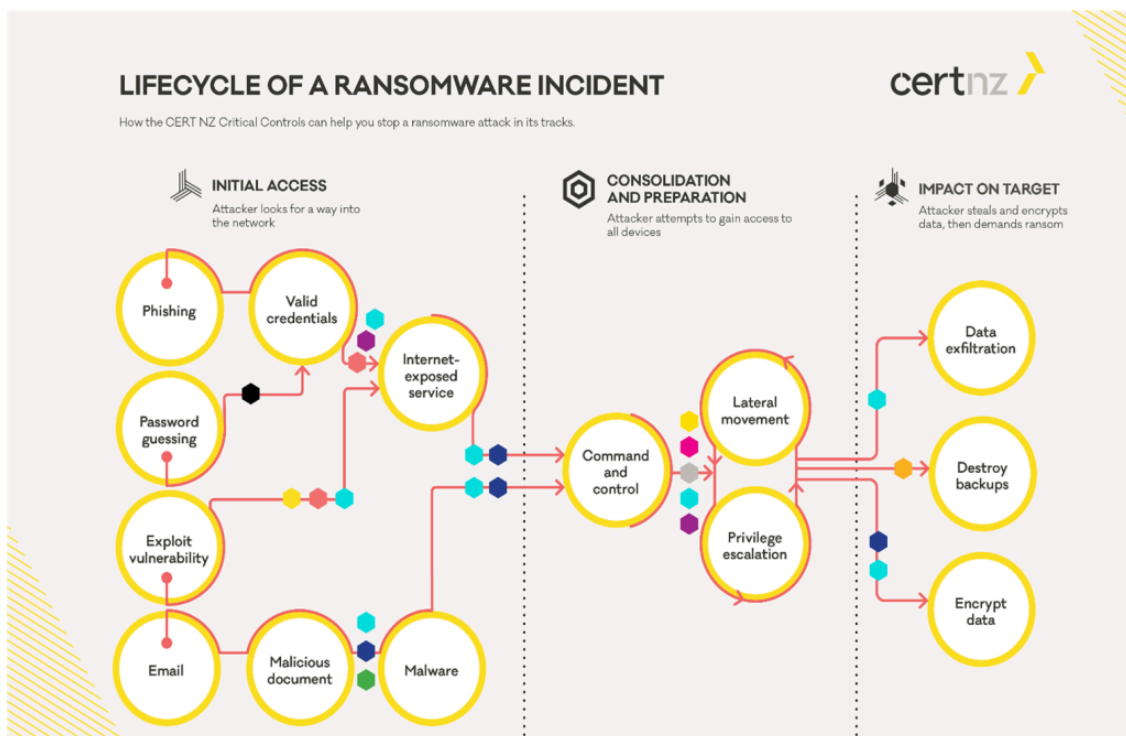 LIFECYCLE OF A RANSOMWARE INCIDENT
certnz
How the CERT NZ Critical Controls can help you stop a ransomware attack in its tracks.
INITIAL ACCESS
Attacker looks for a way into
the network
CONSOLIDATION
AND PREPARATION
Attacker attempts to gain access to
all devices
IMPACT ON TARGET
Attacker steals and encrypts
data, then demands ransom
Phishing
Valid
credentials
Internet-
exposed
service
Password
guessing
Exploit
vulnerability
Email
Malicious
document
Malware
Command
and
control
Lateral
movement
Privilege
escalation
Data
exfiltration
Destroy
backups
Encrypt
data